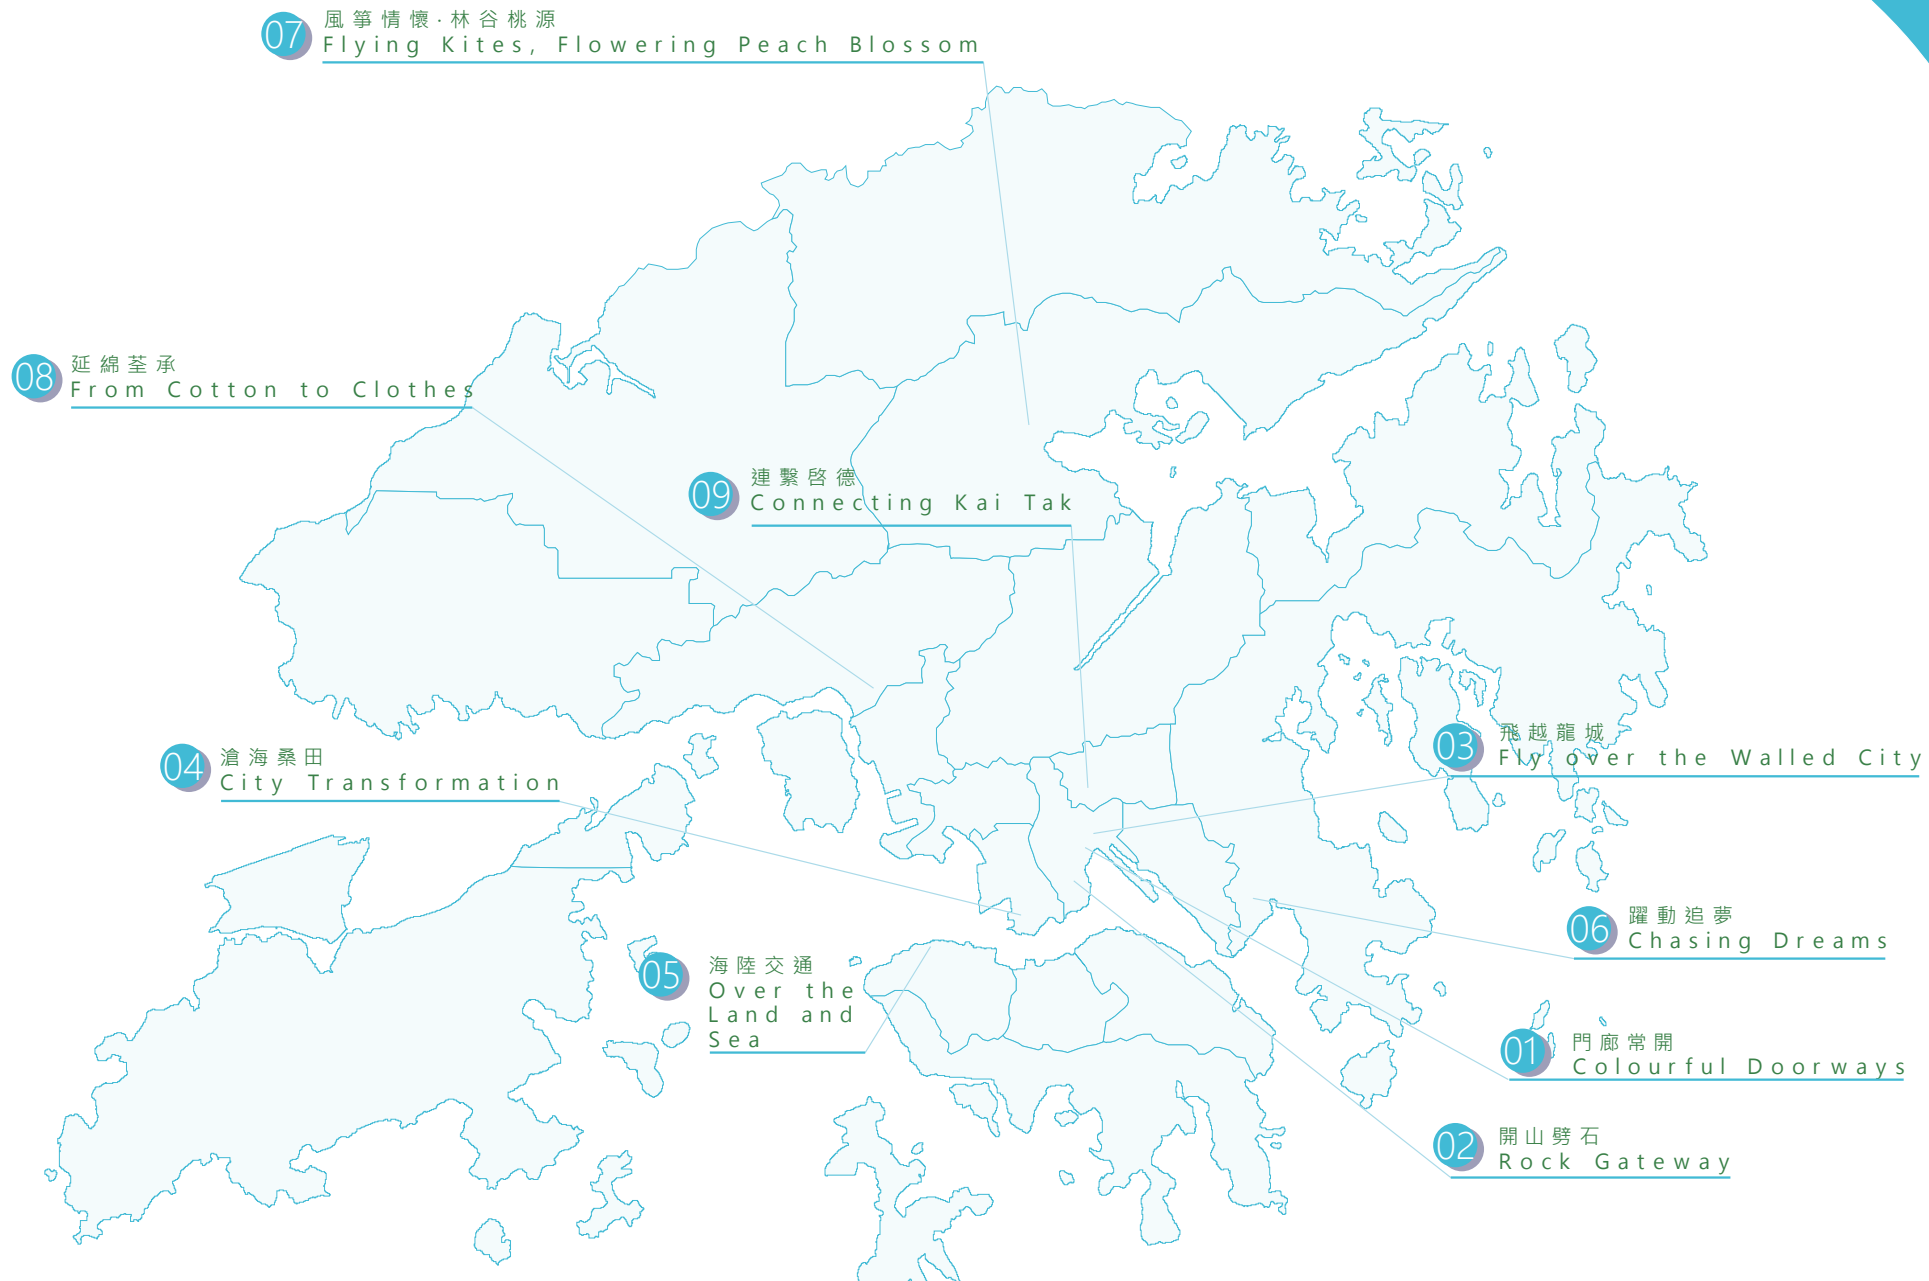 07
風箏情懷·林谷桃源
Flying Kites, Flowering Peach Blossom
08
延綿荃承
From Cotton to Clothes
09
連繫啓德
Connecting Kai Tak
03
飛越龍城
Fly over the Walled City
04
滄海桑田
City Transformation
06
躍動追夢
Chasing Dreams
05
海陸交通
Over the
Land and
Sea
01
門廊常開
Colourful Doorways
02
開山劈石
Rock Gateway